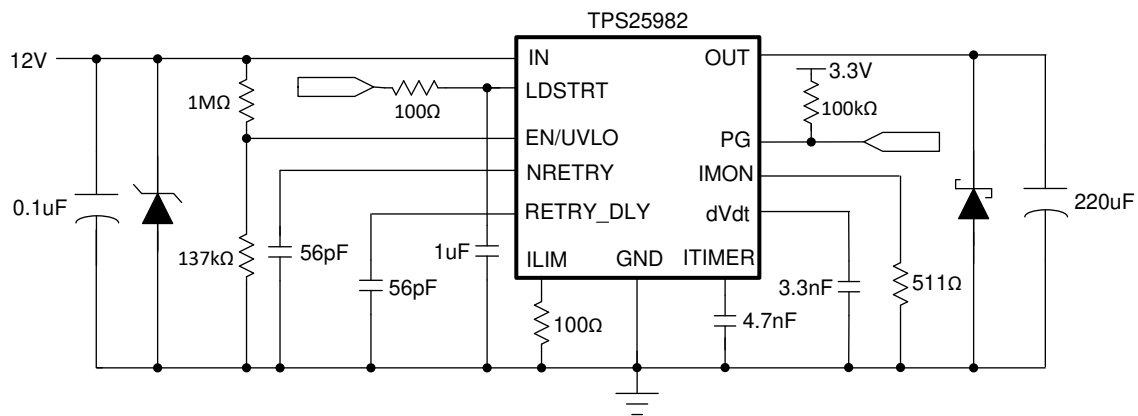 TPS25982
12V
IN
OUT
3.3V
LDSTRT
1MΩ
100Ω
100kΩ
EN/UVLO
PG
NRETRY
IMON
0.1uF
RETRY_DLY
dVdt
220uF
137kΩ
56pF
1uF
ILIM
GND
ITIMER
56pF
3.3nF
511Ω
100Ω
4.7nF